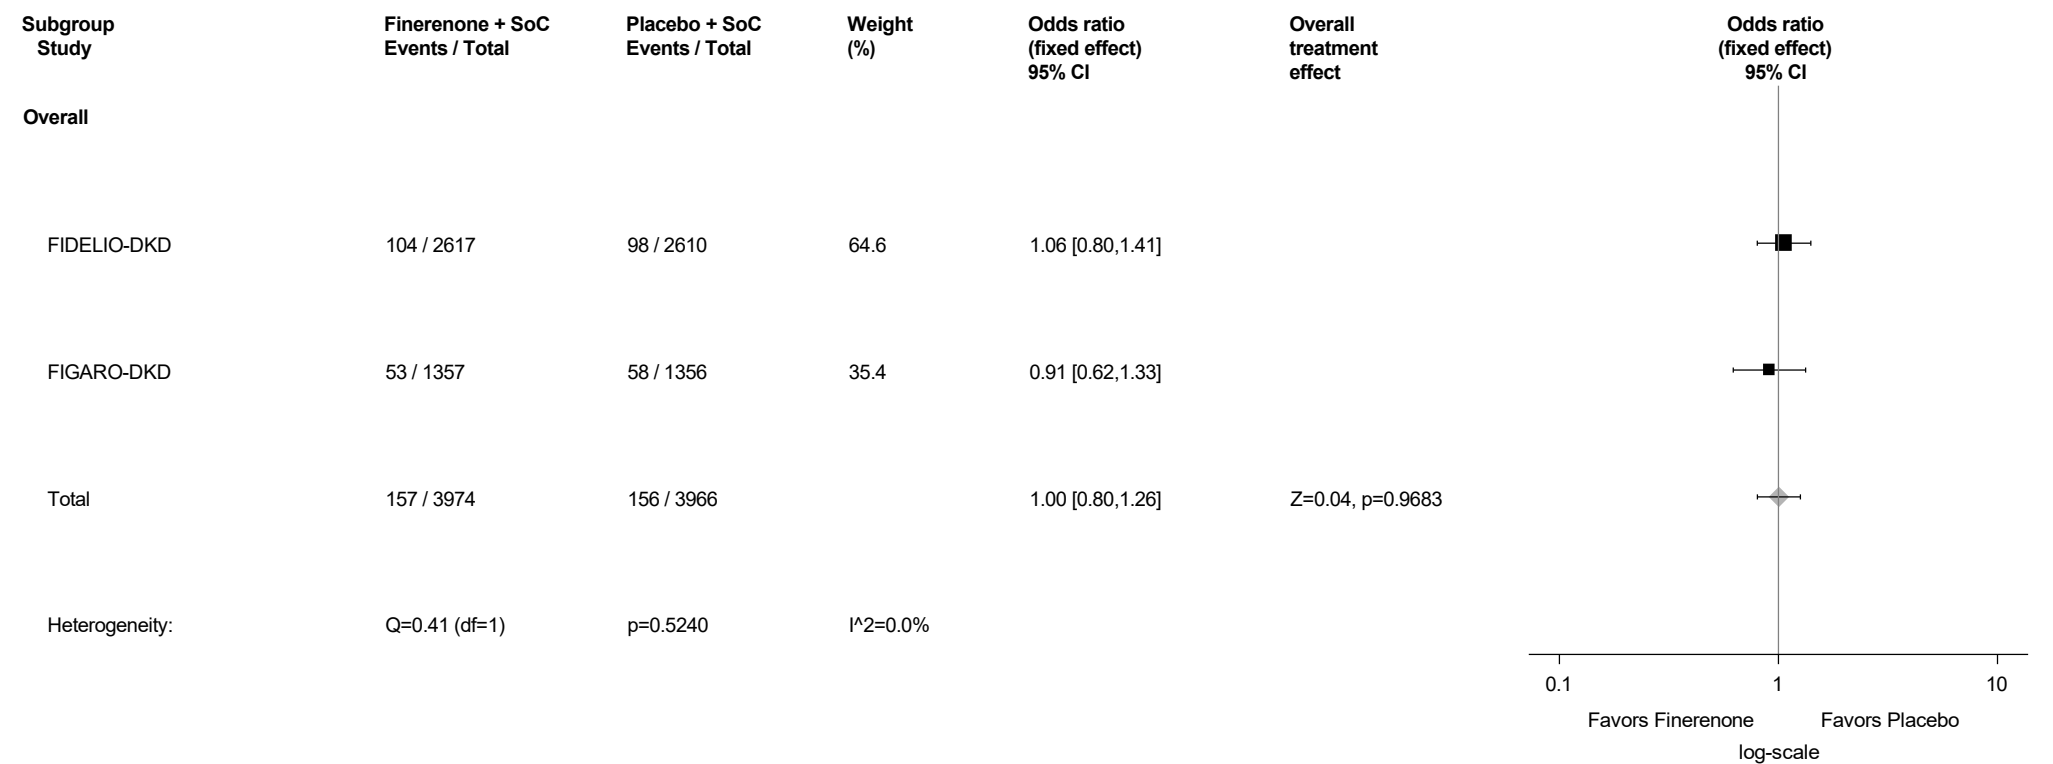 Subgroup Finerenone + SoC Placebo + SoC Weight Odds ratio Overall Odds ratio
Study Events / Total Events / Total (%) (fixed effect) treatment (fixed effect)
95% CI effect 95% CI
Overall
FIDELIO-DKD 104 / 2617 98 / 2610 64.6 1.06 [0.80,1.41]
FIGARO-DKD 53 / 1357 58 / 1356 35.4 0.91 [0.62,1.33]
Total 157 / 3974 156 / 3966 1.00 [0.80,1.26] Z=0.04, p=0.9683
Heterogeneity: Q=0.41 (df=1) p=0.5240 I^2=0.0%
0.1 1 10
Favors Finerenone Favors Placebo
log-scale